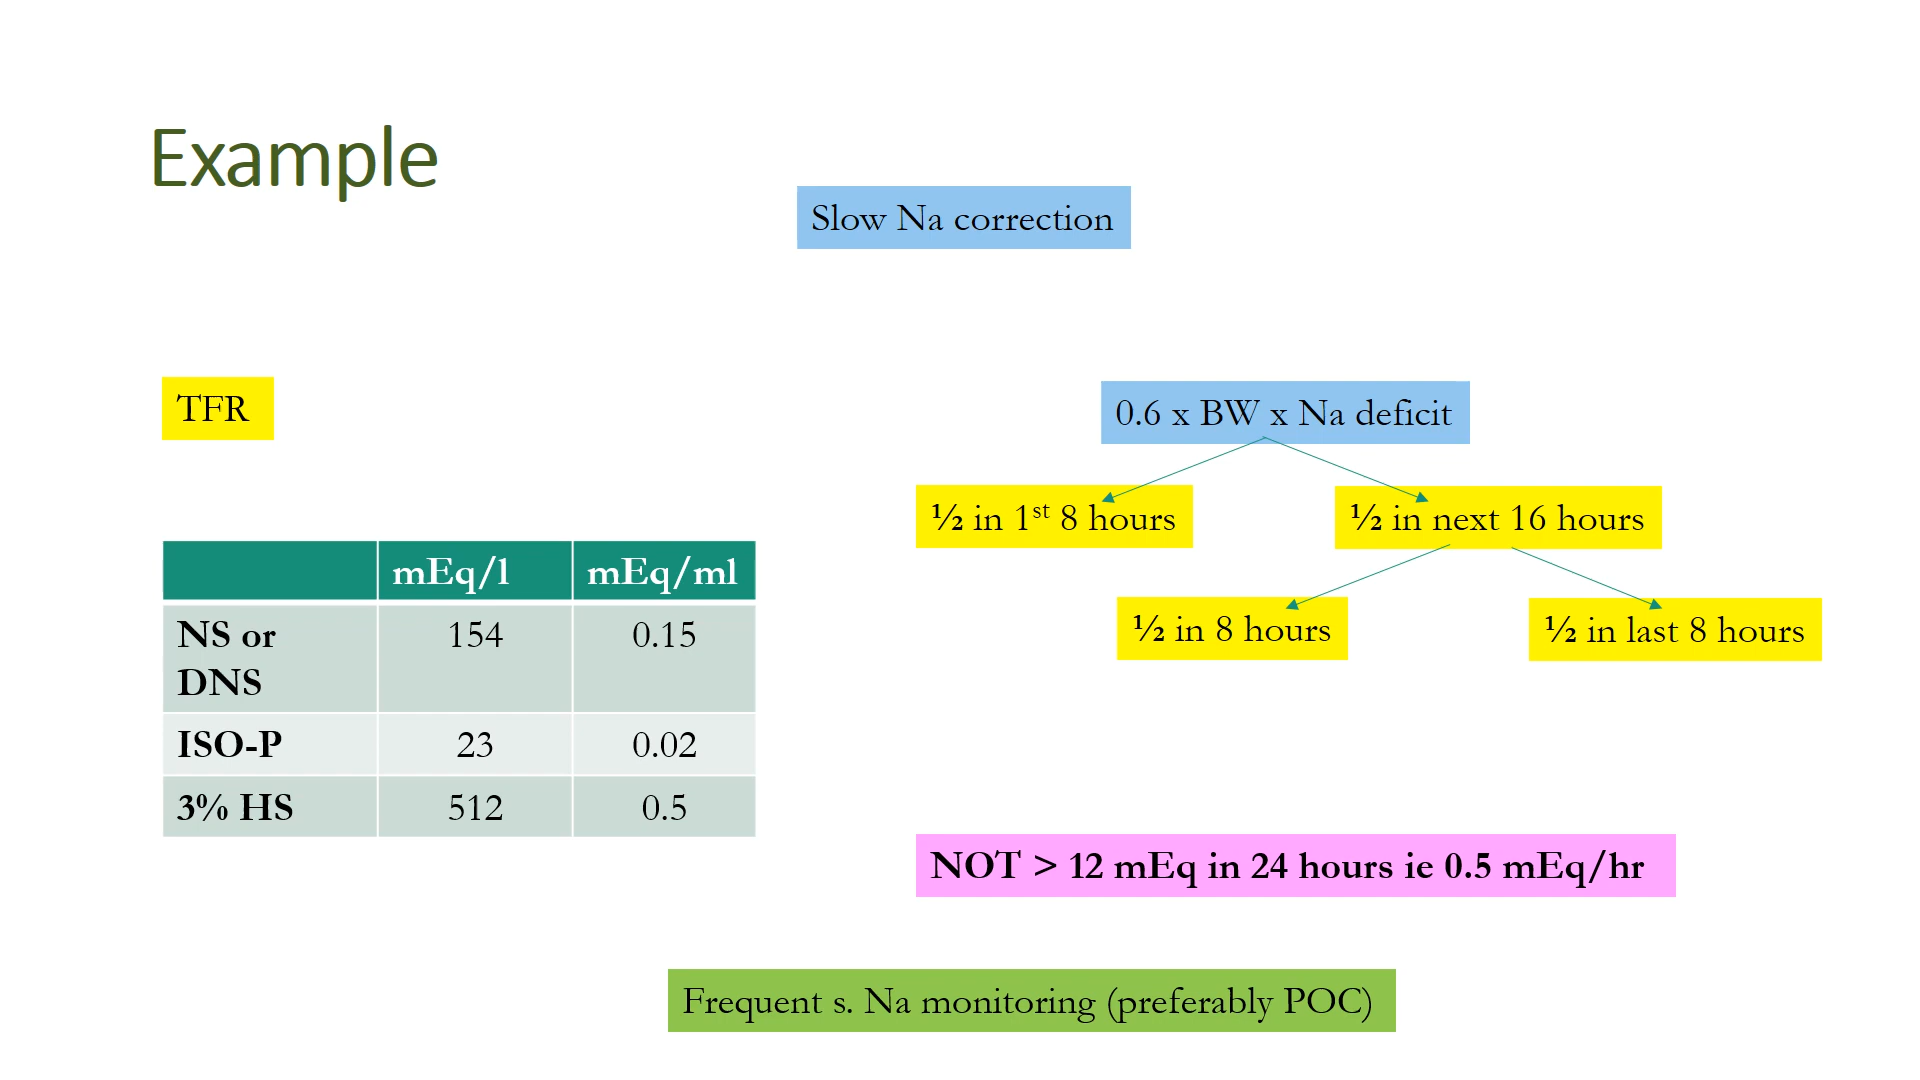 Example
Slow Na correction
TFR
0.6 x BW x Na deficit
½ in 1st 8 hours
½ in next 16 hours
½ in 8 hours
½ in last 8 hours
mEq/l mEq/ml
NS or
DNS 154 0.15
ISO-P 23 0.02
3% HS 512 0.5
NOT > 12 mEq in 24 hours ie 0.5 mEq/hr
Frequent s. Na monitoring (preferably POC)